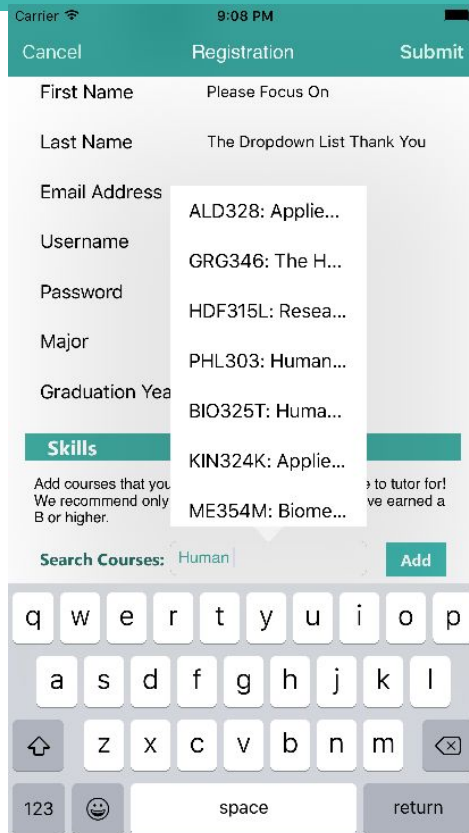 Carrier 9:08 PM
Cancel Registration Submit
First Name Please Focus On
Last Name The Dropdown List Thank You
Email Address
Username
Password
Major
Graduation Yea
ALD328: Applie...
GRG346: The H...
HDF315L: Resea...
PHL303: Human...
BIO325T: Huma...
KIN324K: Applie...
ME354M: Biome...
Skills
Add courses that you e to tutor for!
We recommend only ve earned a
B or higher.
Search Courses: Human Add
q w e r t y u i o p
a s d f g h j k l
z x c v b n m
123 space return